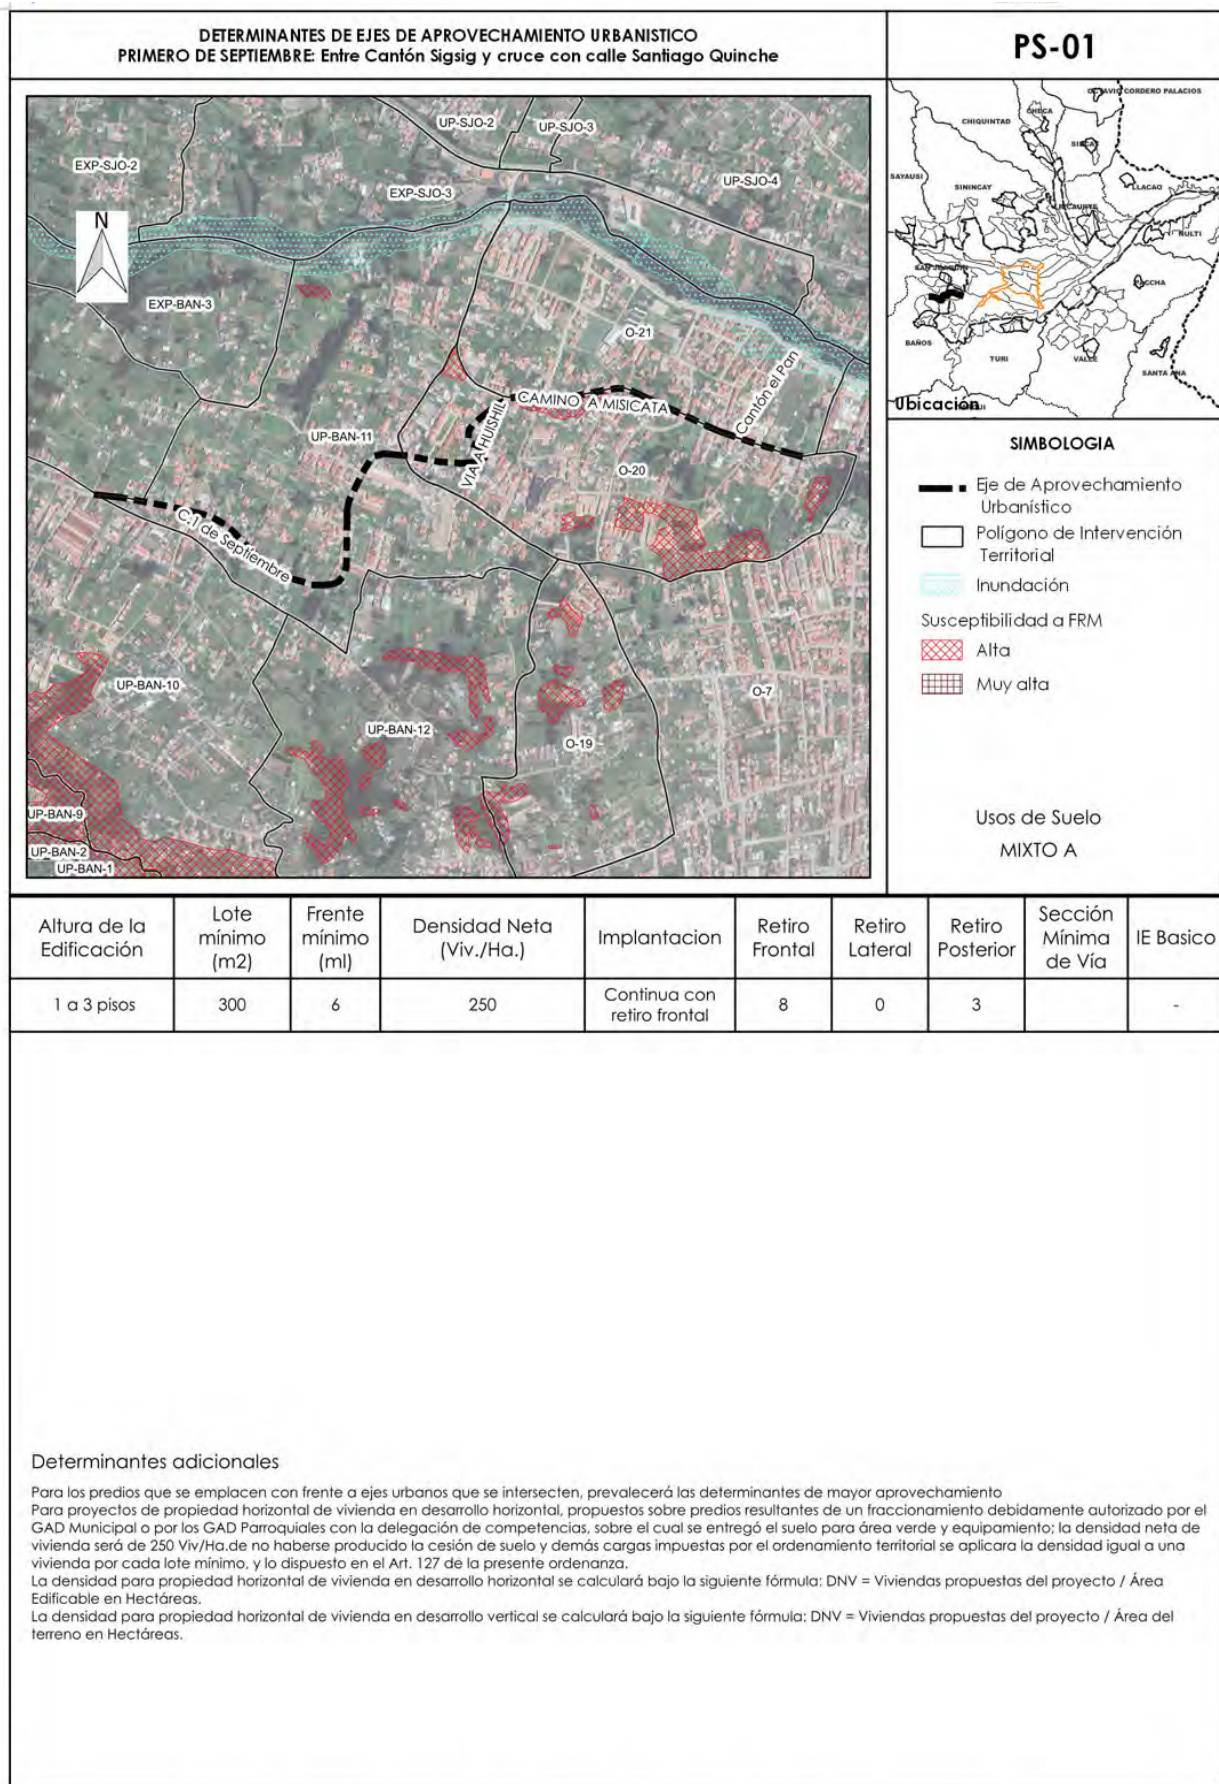 DETERMINANTES DE EJES DE APROVECHAMIENTO URBANISTICO
PRIMERO DE SEPTIEMBRE: Entre Cantón Sigsig y cruce con calle Santiago Quinche
PS-01
UP-SJO-2
UP-SJO-3
EXP-SJO-2
EXP-SJO-3
UP-SJO-4
N
EXP-BAN-3
O-21
Cantón el Pan
CAMINO A MISICATA
VIA A HUISHIL
UP-BAN-11
O-20
C-1 de Septiembre
UP-BAN-10
O-7
UP-BAN-12
O-19
UP-BAN-9
UP-BAN-2
UP-BAN-1
OCTAVIO CORDERO PALACIOS
CHECA
CHIQUINTAD
SAYAUSI
SININCAY
LLACAO
NULTI
PACCHA
BAÑOS
TURI
VALLE
SANTA ANA
Ubicación
SIMBOLOGIA
Eje de Aprovechamiento
Urbanístico
Polígono de Intervención
Territorial
Inundación
Susceptibilidad a FRM
Alta
Muy alta
Usos de Suelo
MIXTO A
Altura de la Edificación Lote mínimo (m2) Frente mínimo (ml) Densidad Neta (Viv./Ha.) Implantacion Retiro Frontal Retiro Lateral Retiro Posterior Sección Mínima de Vía IE Basico
1 a 3 pisos 300 6 250 Continua con retiro frontal 8 0 3 -
Determinantes adicionales
Para los predios que se emplacen con frente a ejes urbanos que se intersecten, prevalecerá las determinantes de mayor aprovechamiento
Para proyectos de propiedad horizontal de vivienda en desarrollo horizontal, propuestos sobre predios resultantes de un fraccionamiento debidamente autorizado por el
GAD Municipal o por los GAD Parroquiales con la delegación de competencias, sobre el cual se entregó el suelo para área verde y equipamiento; la densidad neta de
vivienda será de 250 Viv/Ha.de no haberse producido la cesión de suelo y demás cargas impuestas por el ordenamiento territorial se aplicara la densidad igual a una
vivienda por cada lote mínimo, y lo dispuesto en el Art. 127 de la presente ordenanza.
La densidad para propiedad horizontal de vivienda en desarrollo horizontal se calculará bajo la siguiente fórmula: DNV = Viviendas propuestas del proyecto / Área
Edificable en Hectáreas.
La densidad para propiedad horizontal de vivienda en desarrollo vertical se calculará bajo la siguiente fórmula: DNV = Viviendas propuestas del proyecto / Área del
terreno en Hectáreas.